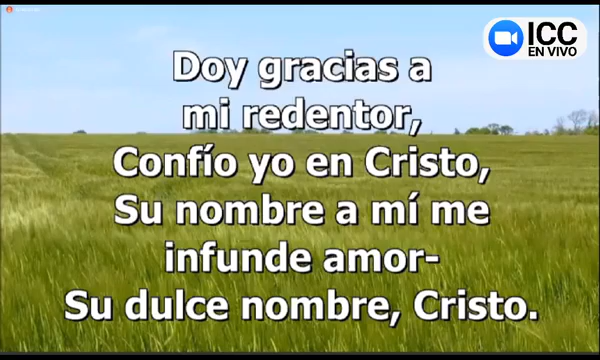 ICC
EN VIVO
Doy gracias a
mi redentor,
Confío yo en Cristo,
Su nombre a mí me
infunde amor-
Su dulce nombre, Cristo.